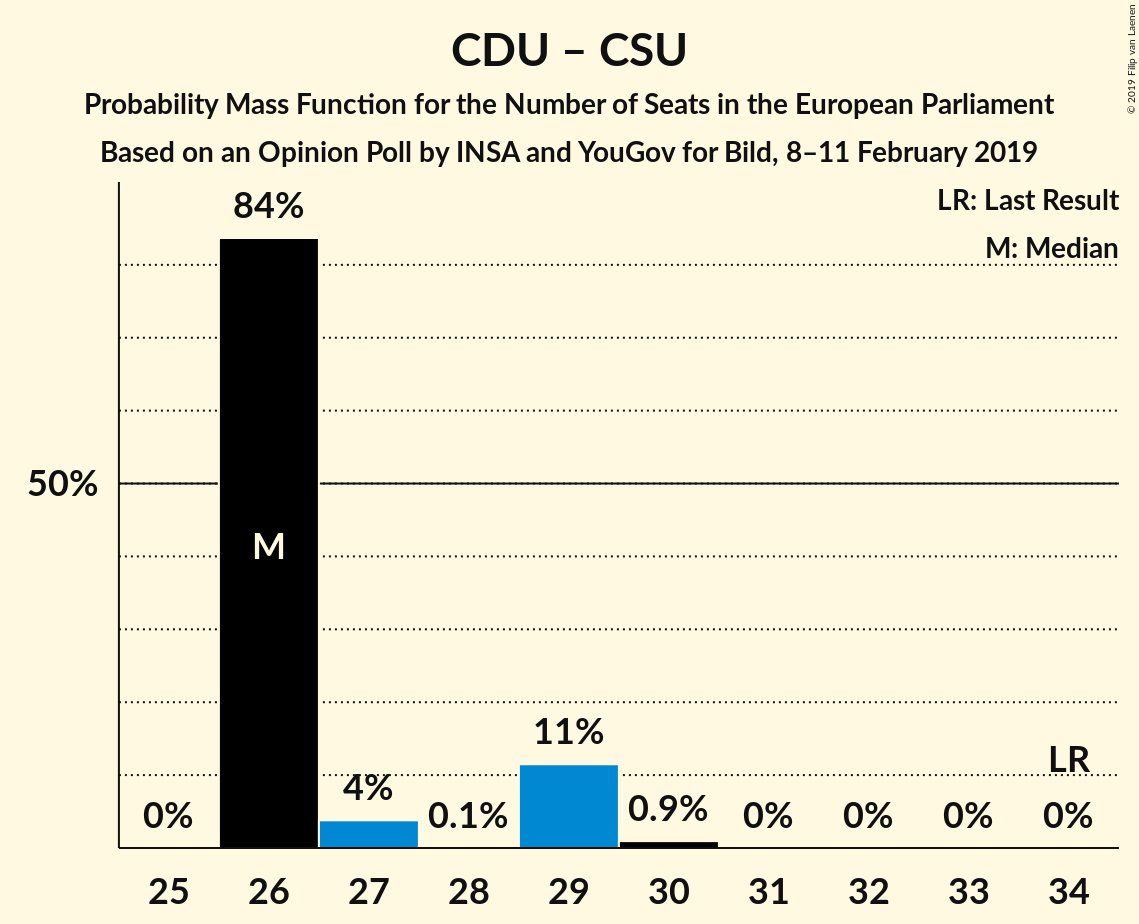 CDU – CSU
Probability Mass Function for the Number of Seats in the European Parliament
Based on an Opinion Poll by INSA and YouGov for Bild, 8–11 February 2019
© 2019 Filip van Laenen
LR: Last Result
M: Median
84%
50%
M
11%
LR
4%
0%
0.1%
0.9%
0%
0%
0%
0%
25 26 27 28 29 30 31 32 33 34